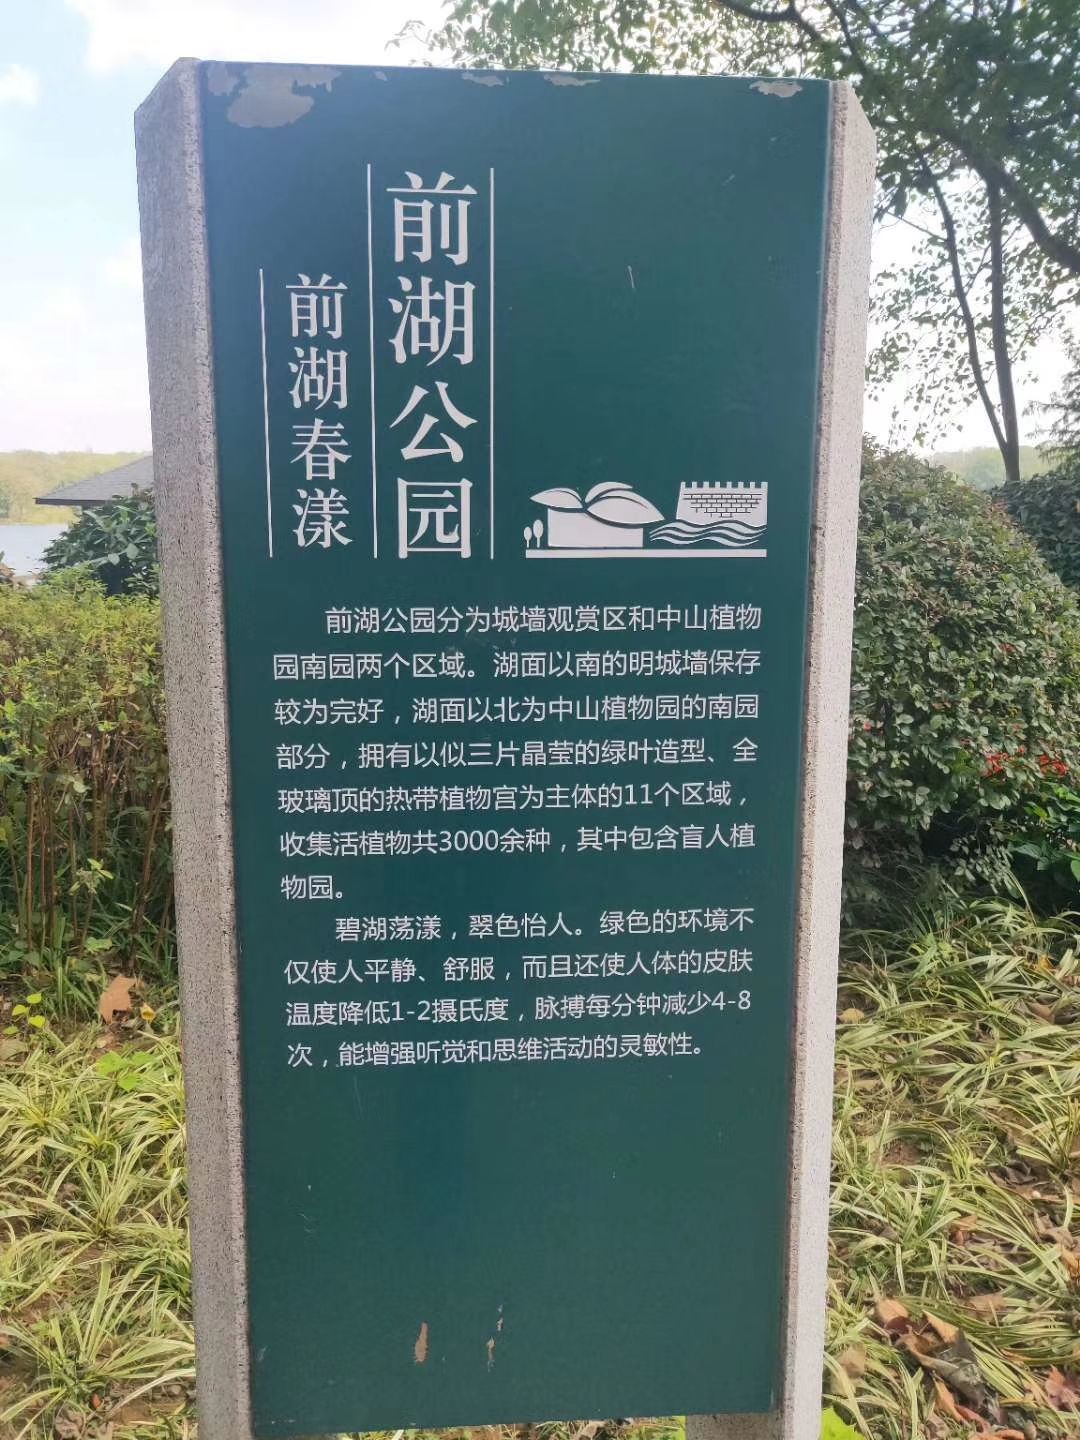 前湖公园
前湖春漾
前湖公园分为城墙观赏区和中山植物
园南园两个区域。湖面以南的明城墙保存
较为完好，湖面以北为中山植物园的南园
部分，拥有以似三片晶莹的绿叶造型、全
玻璃顶的热带植物宫为主体的11个区域，
收集活植物共3000余种，其中包含盲人植
物园。
碧湖荡漾，翠色怡人。绿色的环境不
仅使人平静、舒服，而且还使人体的皮肤
温度降低1-2摄氏度，脉搏每分钟减少4-8
次，能增强听觉和思维活动的灵敏性。